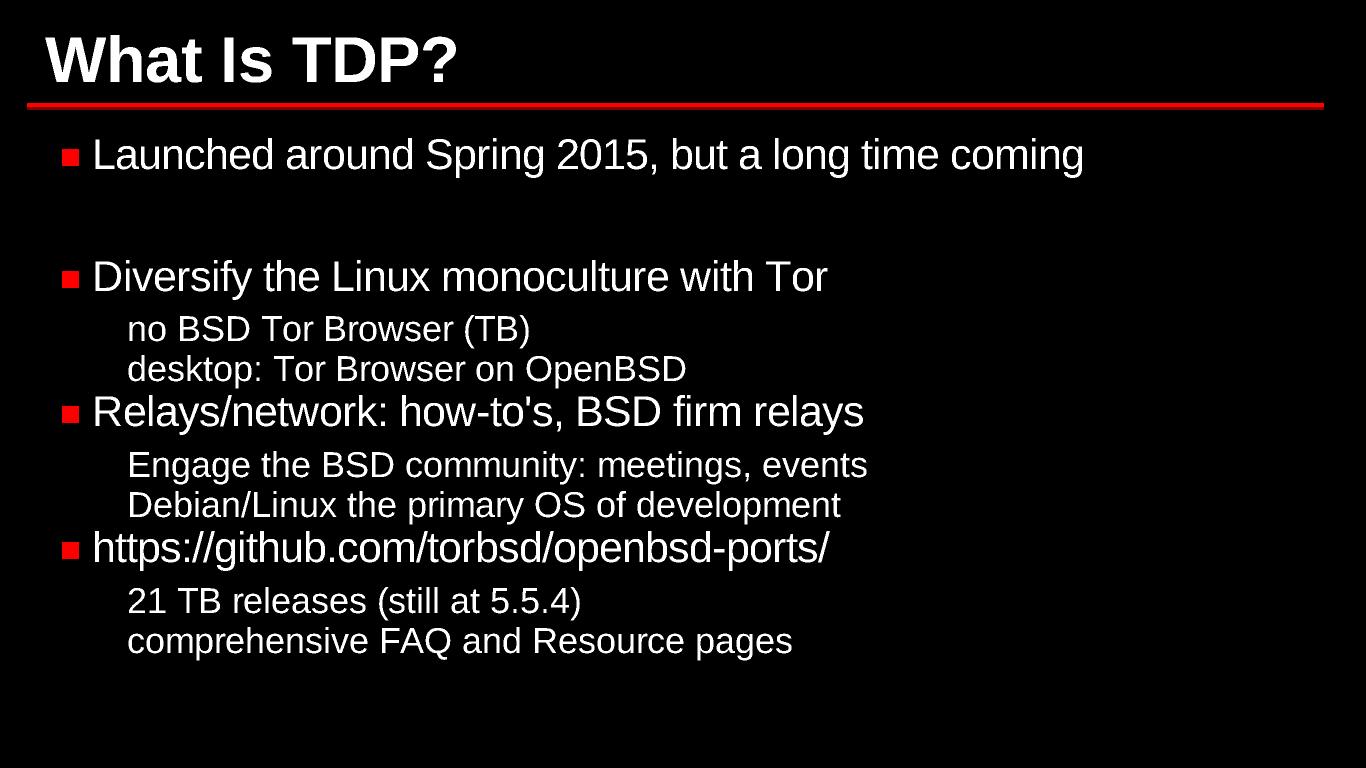 What Is TDP?
Launched around Spring 2015, but a long time coming
Diversify the Linux monoculture with Tor
no BSD Tor Browser (TB)
desktop: Tor Browser on OpenBSD
Relays/network: how-to's, BSD firm relays
Engage the BSD community: meetings, events
Debian/Linux the primary OS of development
https://github.com/torbsd/openbsd-ports/
21 TB releases (still at 5.5.4)
comprehensive FAQ and Resource pages